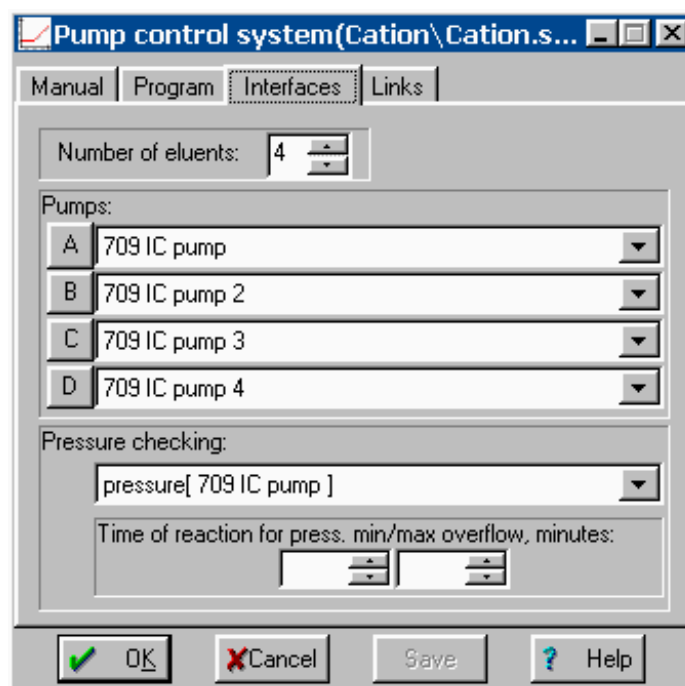 Pump control system(Cation\Cation.s...
Manual Program Interfaces Links
Number of eluents: 4
Pumps:
A 709 IC pump
B 709 IC pump 2
C 709 IC pump 3
D 709 IC pump 4
Pressure checking:
pressure[ 709 IC pump ]
Time of reaction for press. min/max overflow, minutes:
OK Cancel Save ? Help